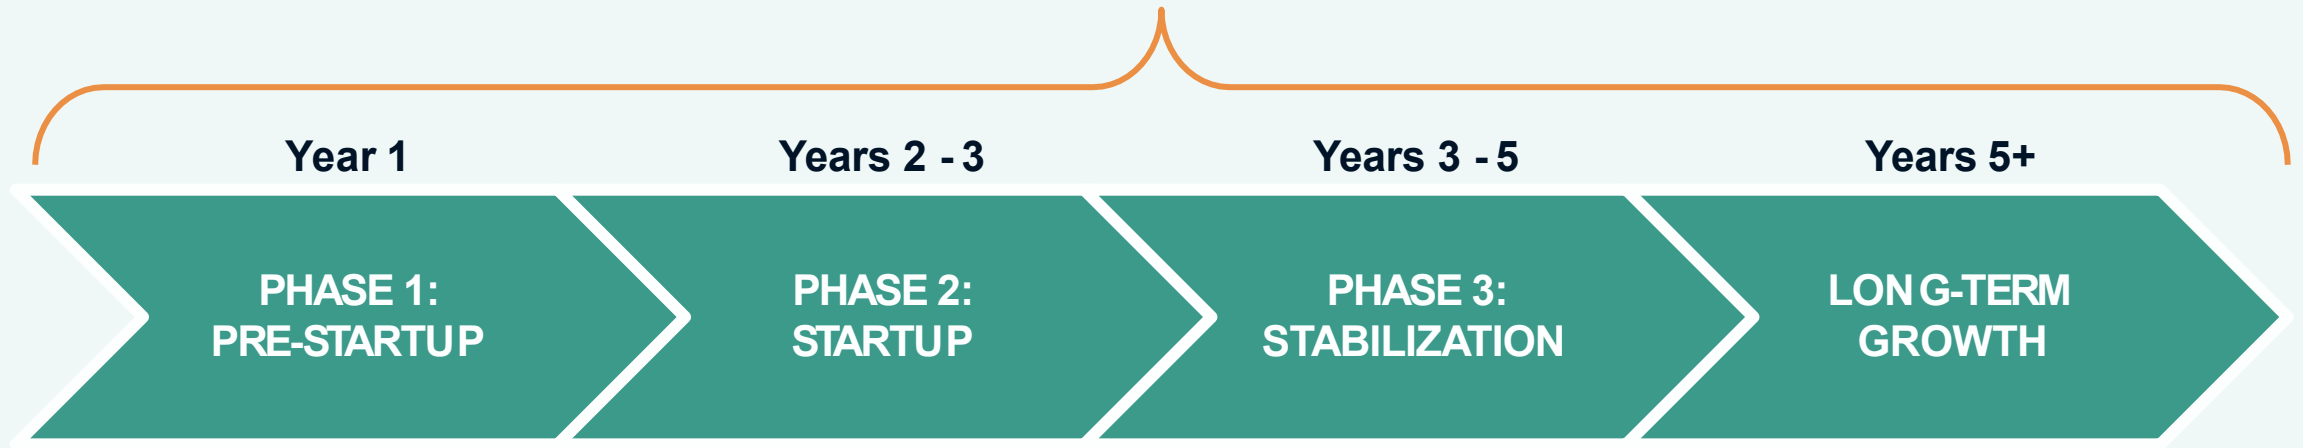 Year 1
Years 2 - 3
Years 3 - 5
Years 5+
PHASE 1:
PRE-STARTUP
PHASE 2:
STARTUP
PHASE 3:
STABILIZATION
LONG-TERM
GROWTH